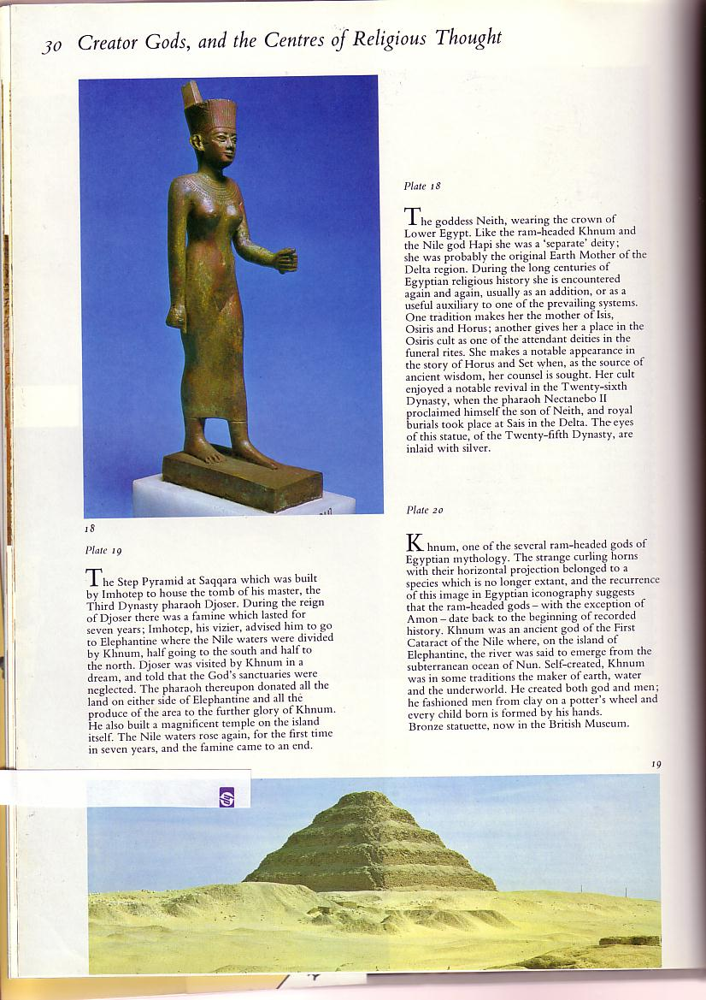 30 Creator Gods, and the Centres of Religious Thought
Plate 18
The goddess Neith, wearing the crown of
Lower Egypt. Like the ram-headed Khnum and
the Nile god Hapi she was a ‘separate’ deity;
she was probably the original Earth Mother of the
Delta region. During the long centuries of
Egyptian religious history she is encountered
again and again, usually as an addition, or as a
useful auxiliary to one of the prevailing systems.
One tradition makes her the mother of Isis,
Osiris and Horus; another gives her a place in the
Osiris cult as one of the attendant deities in the
funeral rites. She makes a notable appearance in
the story of Horus and Set when, as the source of
ancient wisdom, her counsel is sought. Her cult
enjoyed a notable revival in the Twenty-sixth
Dynasty, when the pharaoh Nectanebo II
proclaimed himself the son of Neith, and royal
burials took place at Sais in the Delta. The eyes
of this statue, of the Twenty-fifth Dynasty, are
inlaid with silver.
18
Plate 19
The Step Pyramid at Saqqara which was built
by Imhotep to house the tomb of his master, the
Third Dynasty pharaoh Djoser. During the reign
of Djoser there was a famine which lasted for
seven years; Imhotep, his vizier, advised him to go
to Elephantine where the Nile waters were divided
by Khnum, half going to the south and half to
the north. Djoser was visited by Khnum in a
dream, and told that the God's sanctuaries were
neglected. The pharaoh thereupon donated all the
land on either side of Elephantine and all the
produce of the area to the further glory of Khnum.
He also built a magnificent temple on the island
itself. The Nile waters rose again, for the first time
in seven years, and the famine came to an end.
Plate 20
Khnum, one of the several ram-headed gods of
Egyptian mythology. The strange curling horns
with their horizontal projection belonged to a
species which is no longer extant, and the recurrence
of this image in Egyptian iconography suggests
that the ram-headed gods – with the exception of
Amon – date back to the beginning of recorded
history. Khnum was an ancient god of the First
Cataract of the Nile where, on the island of
Elephantine, the river was said to emerge from the
subterranean ocean of Nun. Self-created, Khnum
was in some traditions the maker of earth, water
and the underworld. He created both god and men;
he fashioned men from clay on a potter's wheel and
every child born is formed by his hands.
Bronze statuette, now in the British Museum.
19